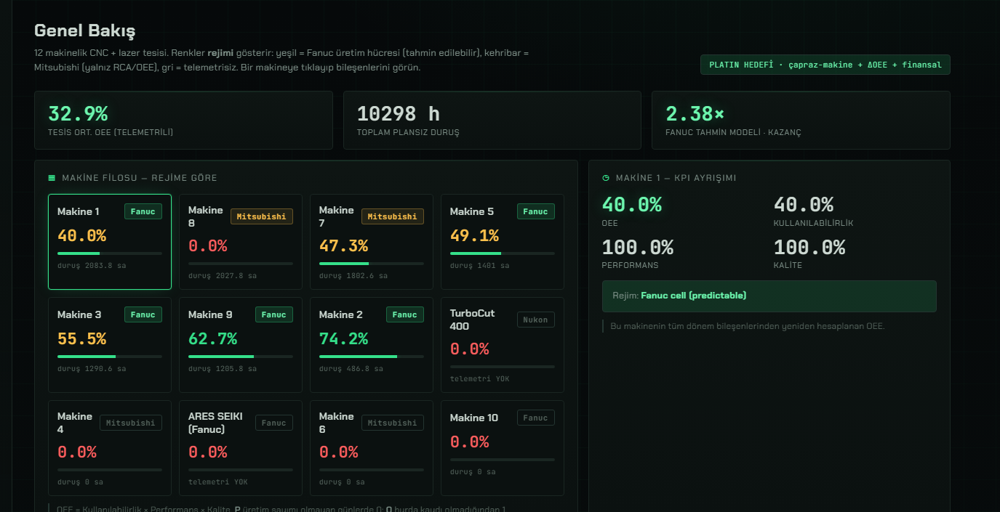 Genel Bakış
12 makinelik CNC + lazer tesisi. Renkler rejimi gösterir: yeşil = Fanuc üretim hücresi (tahmin edilebilir), kehribar =
Mitsubishi (yalnız RCA/OEE), gri = telemetrisiz. Bir makineye tıklayıp bileşenlerini görün.
PLATIN HEDEFİ · çapraz-makine + ΔOEE + finansal
32.9%
TESİS ORT. OEE (TELEMETRİLİ)
10298 h
TOPLAM PLANSIZ DURUŞ
2.38×
FANUC TAHMİN MODELİ · KAZANÇ
MAKİNE FİLOSU — REJİME GÖRE
Makine 1 Fanuc
40.0%
duruş 2083.8 sa
Makine
8
Mitsubishi
0.0%
duruş 2027.8 sa
Makine
7
Mitsubishi
47.3%
duruş 1802.6 sa
Makine 5 Fanuc
49.1%
duruş 1401 sa
Makine 3 Fanuc
55.5%
duruş 1290.6 sa
Makine 9 Fanuc
62.7%
duruş 1205.8 sa
Makine 2 Fanuc
74.2%
duruş 486.8 sa
TurboCut
400
Nukon
0.0%
telemetri YOK
Makine
4
Mitsubishi
0.0%
duruş 0 sa
ARES SEIKI
(Fanuc)
Fanuc
0.0%
telemetri YOK
Makine
6
Mitsubishi
0.0%
duruş 0 sa
Makine 10 Fanuc
0.0%
duruş 0 sa
OEE = Kullanılabilirlik × Performans × Kalite. P üretim sayımı olmayan günlerde 0; Q hurda kaydı olmadığından 1
MAKİNE 1 — KPI AYRIŞIMI
40.0%
OEE
40.0%
KULLANILABİLİRLİK
100.0%
PERFORMANS
100.0%
KALİTE
Rejim: Fanuc cell (predictable)
Bu makinenin tüm dönem bileşenlerinden yeniden hesaplanan OEE.